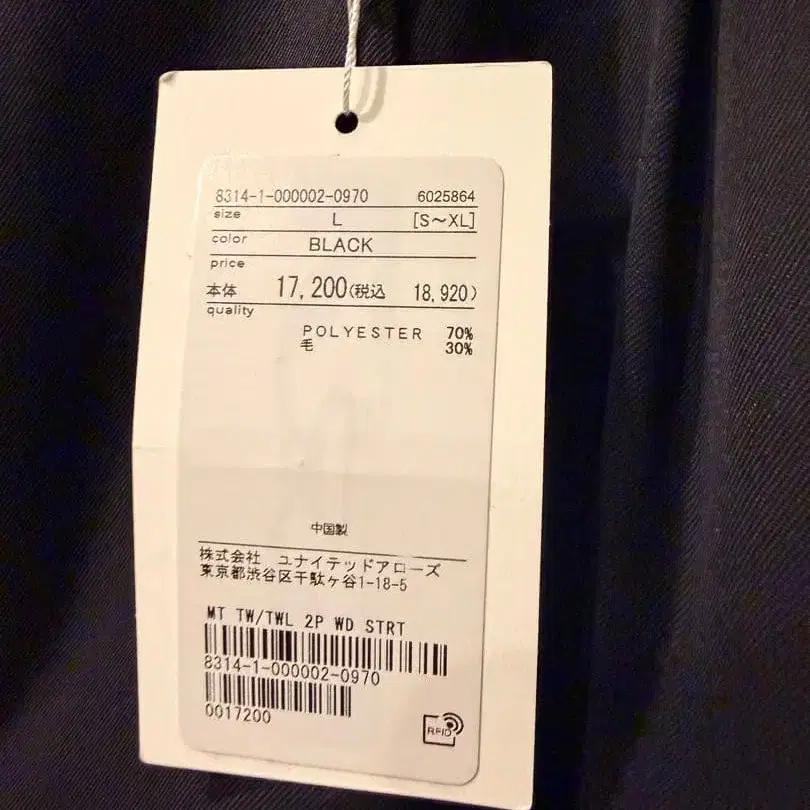 8314-1-000002-0970 6025864
size L [S～XL]
color BLACK
price
本体 17,200(税込 18,920)
quality
POLYESTER 70%
毛 30%
中国製
株式会社 ユナイテッドアローズ
東京都渋谷区千駄ヶ谷1-18-5
MT TW/TWL 2P WD STRT
8314-1-000002-0970
0017200
RFID